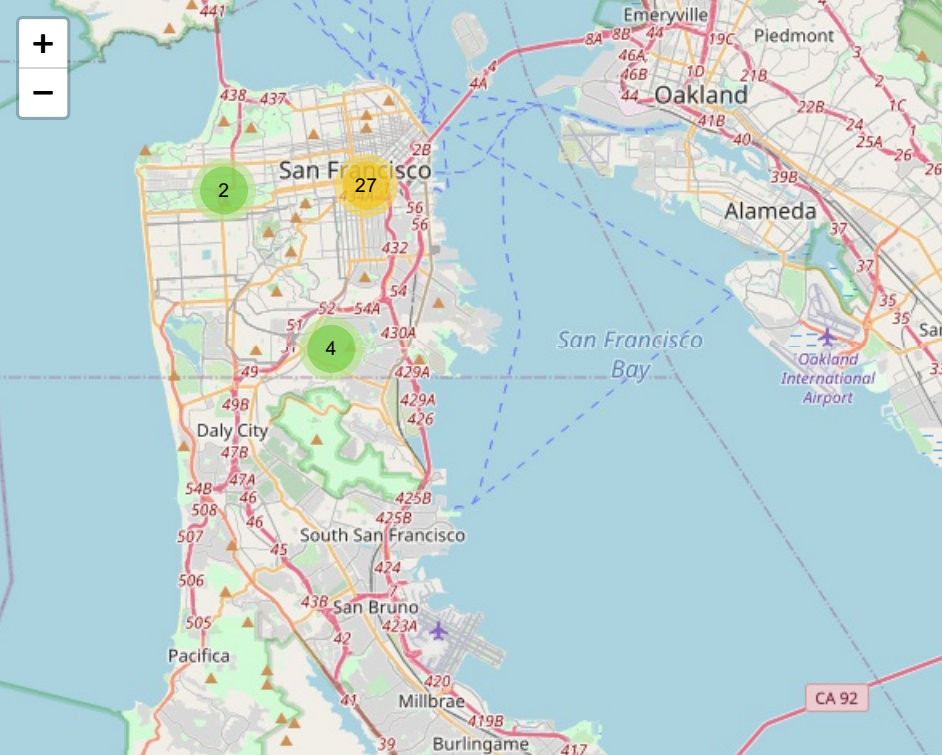 441
Emeryville
+
8A
8B
44
19C
Piedmont
3
46A
4
46B
1D
21B
2
−
4A
44
Oakland
22B
1C
438
437
41B
24
1
40
25A
26
2B
San Francisco
26
39B
2
27
56
Alameda
56
37
432
37
54
35
52
54A
35
51
430A
San Francisco
Bay
4
Oakland
International
Airport
49
429A
49B
429A
426
Daly City
47B
47A
54B
46
425B
508
46
425B
507
45
South San Francisco
506
424
43B
San Bruno
505
42
423A
Pacifica
420
41
Millbrae
CA 92
419B
39
Burlingame
417